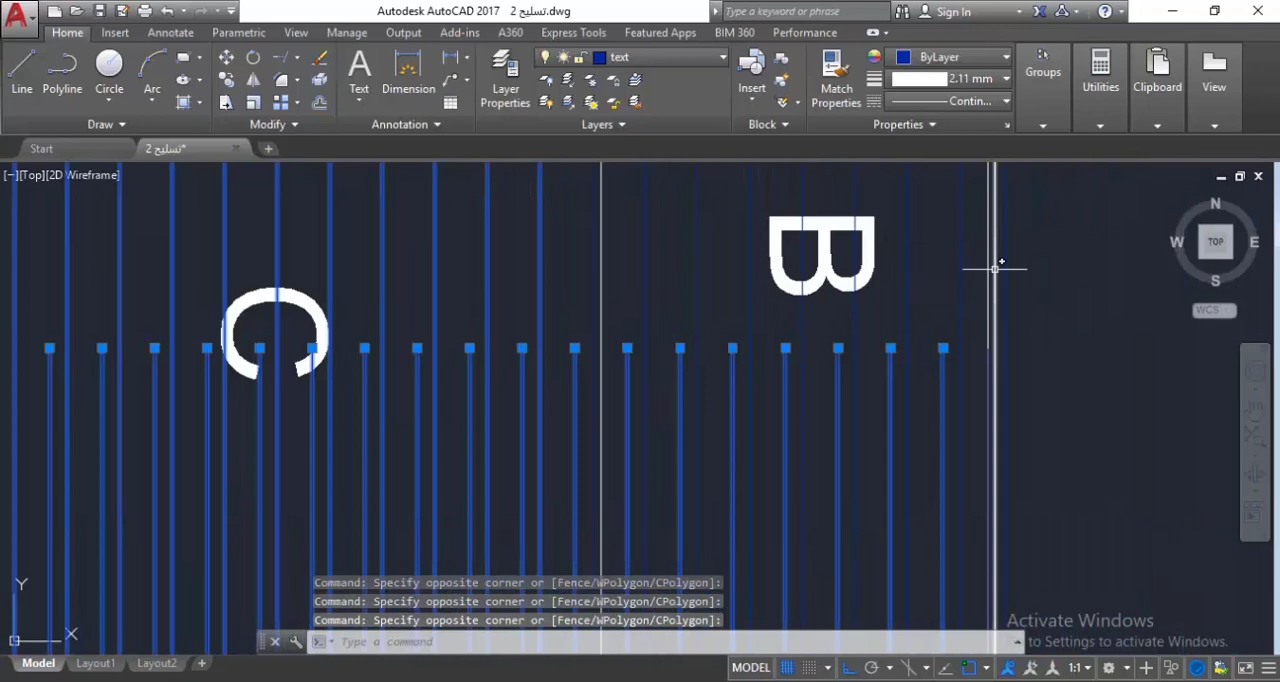 Autodesk AutoCAD 2017 تسليح 2.dwg
Type a keyword or phrase
Sign In
Home Insert Annotate Parametric View Manage Output Add-ins A360 Express Tools Featured Apps BIM 360 Performance
text
ByLayer
2.11 mm
Contin...
Line Polyline Circle Arc
Text Dimension
Layer Properties
Insert
Match Properties
Groups
Utilities
Clipboard
View
Draw Modify Annotation Layers Block Properties
Start
تسليح 2*
[−][Top][2D Wireframe]
N
W TOP E
S
WCS
B
C
Command: Specify opposite corner or [Fence/WPolygon/CPolygon]:
Command: Specify opposite corner or [Fence/WPolygon/CPolygon]:
Command: Specify opposite corner or [Fence/WPolygon/CPolygon]:
Type a command
Y
X
Activate Windows
to Settings to activate Windows.
Model Layout1 Layout2
MODEL
1:1